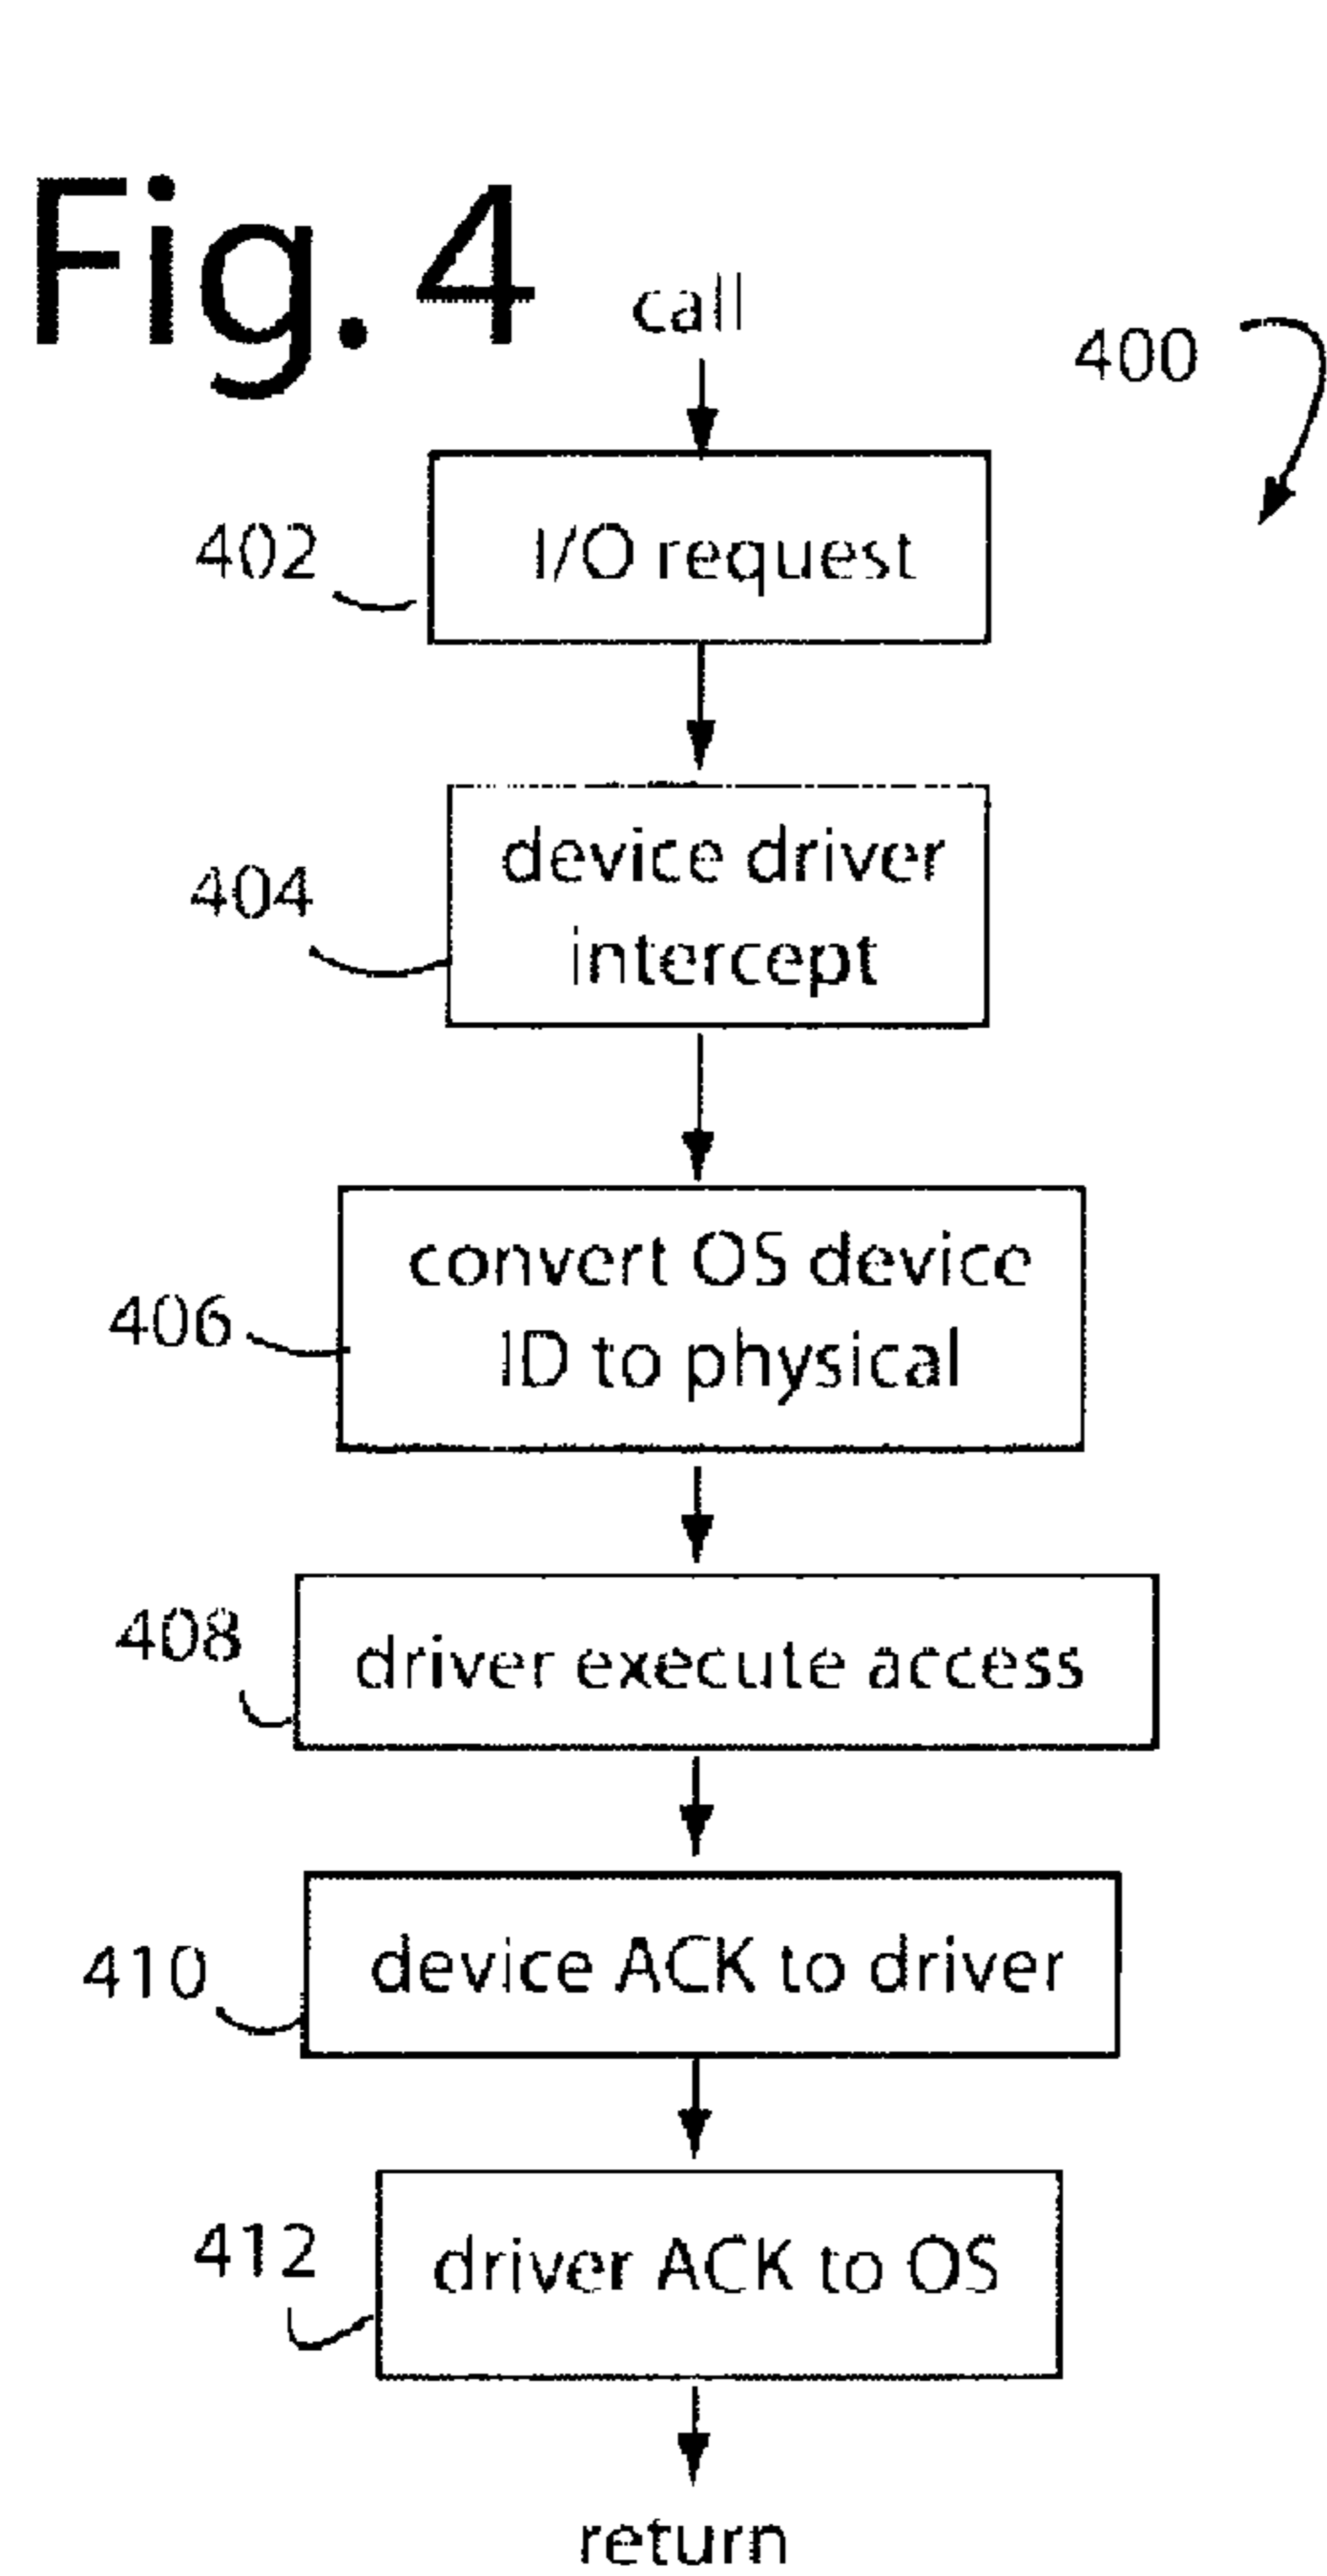 Fig. 4
call
400
402
I/O request
404
device driver
intercept
406
convert OS device
ID to physical
408
driver execute access
410
device ACK to driver
412
driver ACK to OS
return